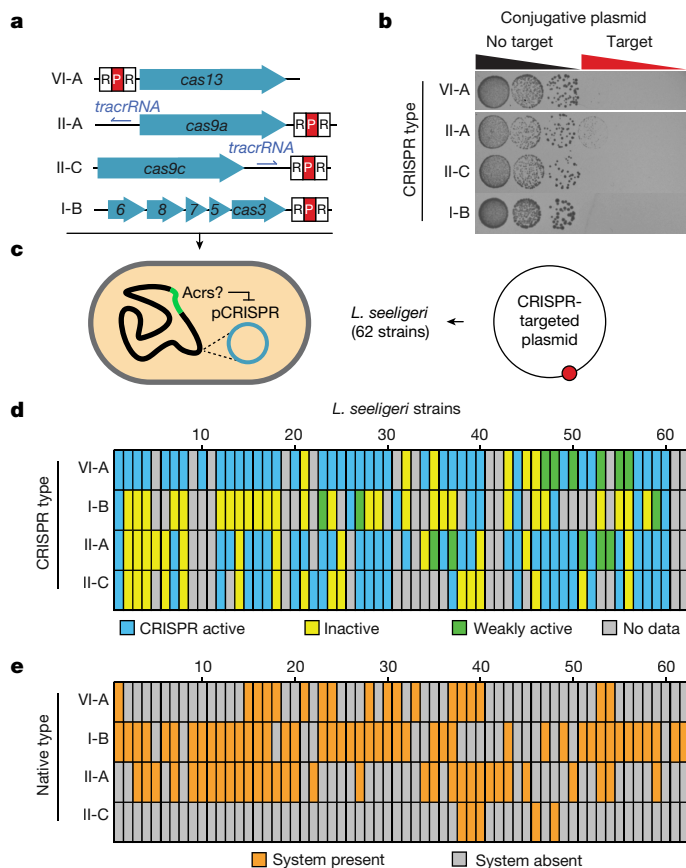 a
VI-A
R P R
cas13
tracrRNA
II-A
cas9a
R P R
tracrRNA
II-C
cas9c
R P R
I-B
6 8 7 5 cas3
R P R
b
Conjugative plasmid
No target Target
CRISPR type
VI-A
II-A
II-C
I-B
c
Acrs?
pCRISPR
L. seeligeri
(62 strains)
CRISPR-
targeted
plasmid
d
L. seeligeri strains
10 20 30 40 50 60
CRISPR type
VI-A
I-B
II-A
II-C
CRISPR active Inactive Weakly active No data
e
10 20 30 40 50 60
Native type
VI-A
I-B
II-A
II-C
System present System absent